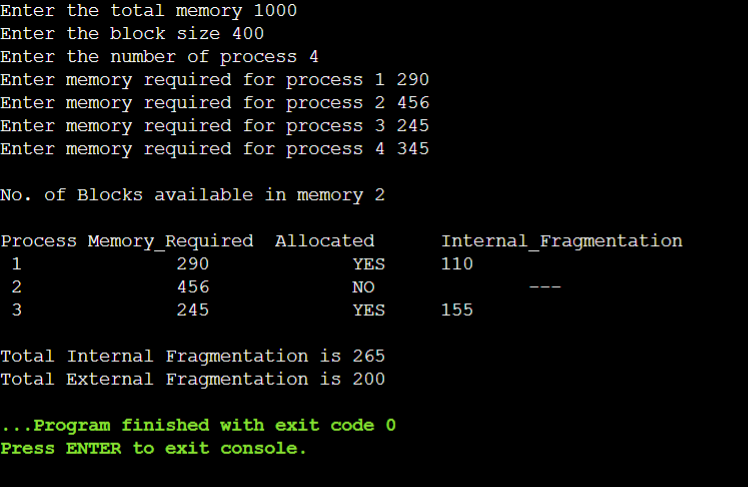 Enter the total memory 1000
Enter the block size 400
Enter the number of process 4
Enter memory required for process 1 290
Enter memory required for process 2 456
Enter memory required for process 3 245
Enter memory required for process 4 345
No. of Blocks available in memory 2
Process Memory_Required  Allocated      Internal_Fragmentation
 1              290             YES     110
 2              456             NO              ---
 3              245             YES     155
Total Internal Fragmentation is 265
Total External Fragmentation is 200
...Program finished with exit code 0
Press ENTER to exit console.